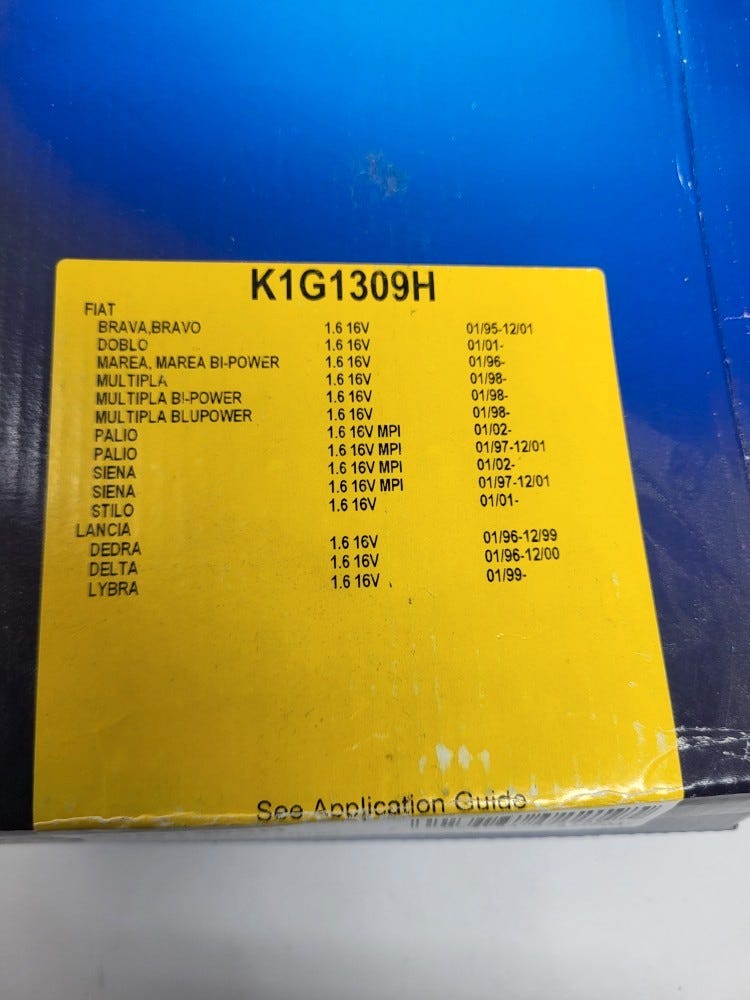 K1G1309H
FIAT
BRAVA,BRAVO 1.6 16V 01/95-12/01
DOBLO 1.6 16V 01/01-
MAREA, MAREA BI-POWER 1.6 16V 01/96-
MULTIPLA 1.6 16V 01/98-
MULTIPLA BI-POWER 1.6 16V 01/98-
MULTIPLA BLUPOWER 1.6 16V 01/98-
PALIO 1.6 16V MPI 01/02-
PALIO 1.6 16V MPI 01/97-12/01
SIENA 1.6 16V MPI 01/02-
SIENA 1.6 16V MPI 01/97-12/01
STILO 1.6 16V 01/01-
LANCIA
DEDRA 1.6 16V 01/96-12/99
DELTA 1.6 16V 01/96-12/00
LYBRA 1.6 16V 01/99-
See Application Guide